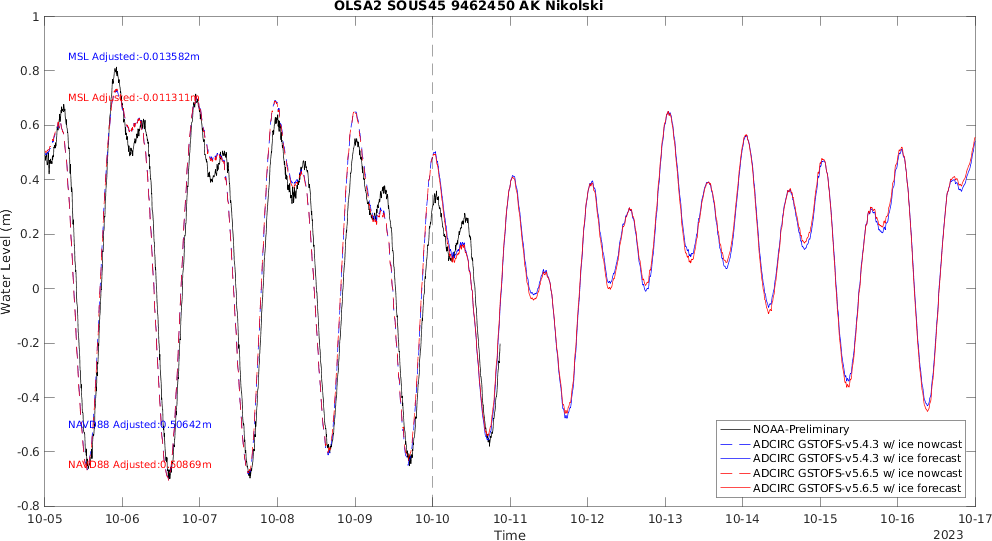 OLSA2 SOUS45 9462450 AK Nikolski
1
0.8
0.6
0.4
0.2
0
-0.2
-0.4
-0.6
-0.8
Water Level (m)
MSL Adjusted:-0.013582m
MSL Adjusted:-0.011311m
NAVD88 Adjusted:0.50642m
NAVD88 Adjusted:0.50869m
NOAA-Preliminary
ADCIRC GSTOFS-v5.4.3 w/ ice nowcast
ADCIRC GSTOFS-v5.4.3 w/ ice forecast
ADCIRC GSTOFS-v5.6.5 w/ ice nowcast
ADCIRC GSTOFS-v5.6.5 w/ ice forecast
10-05 10-06 10-07 10-08 10-09 10-10 10-11 10-12 10-13 10-14 10-15 10-16 10-17
Time
2023